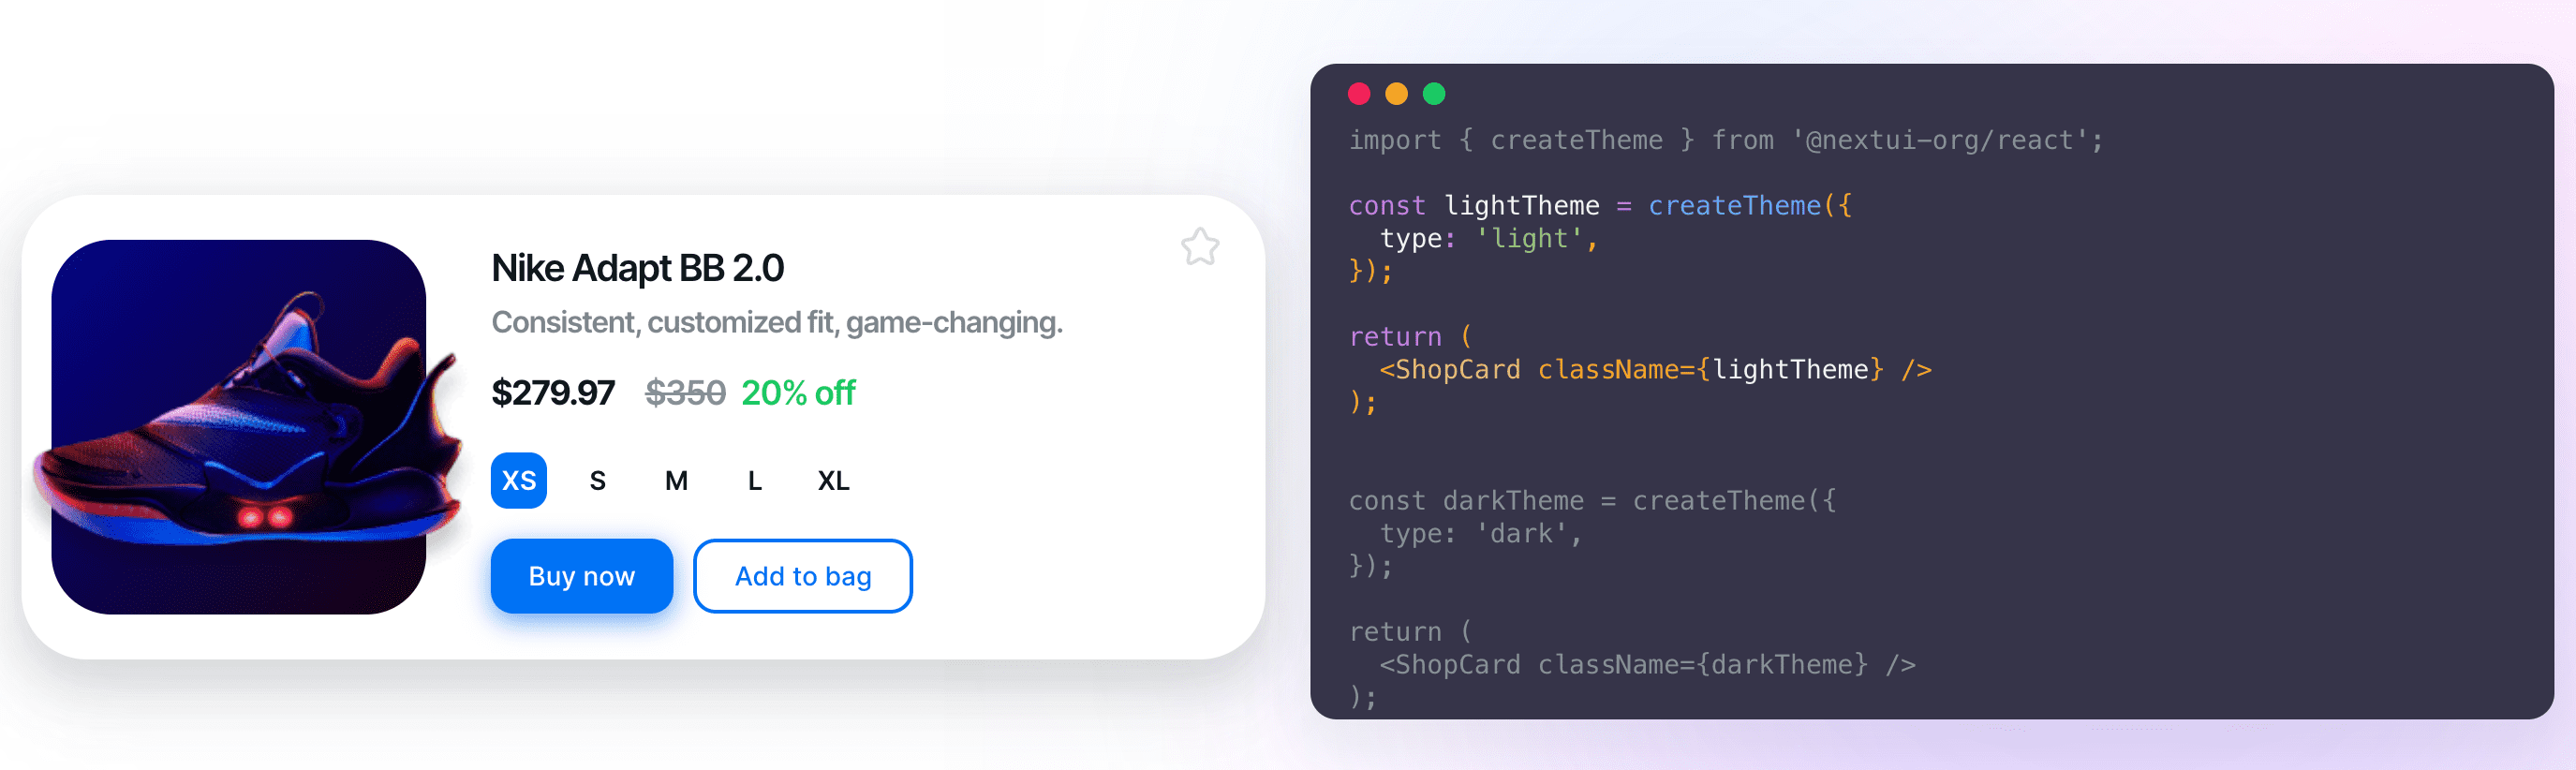 Nike Adapt BB 2.0
Consistent, customized fit, game-changing.
$279.97 $350 20% off
XS S M L XL
Buy now Add to bag
import { createTheme } from '@nextui-org/react';
const lightTheme = createTheme({
  type: 'light',
});
return (
  <ShopCard className={lightTheme} />
);
const darkTheme = createTheme({
  type: 'dark',
});
return (
  <ShopCard className={darkTheme} />
);